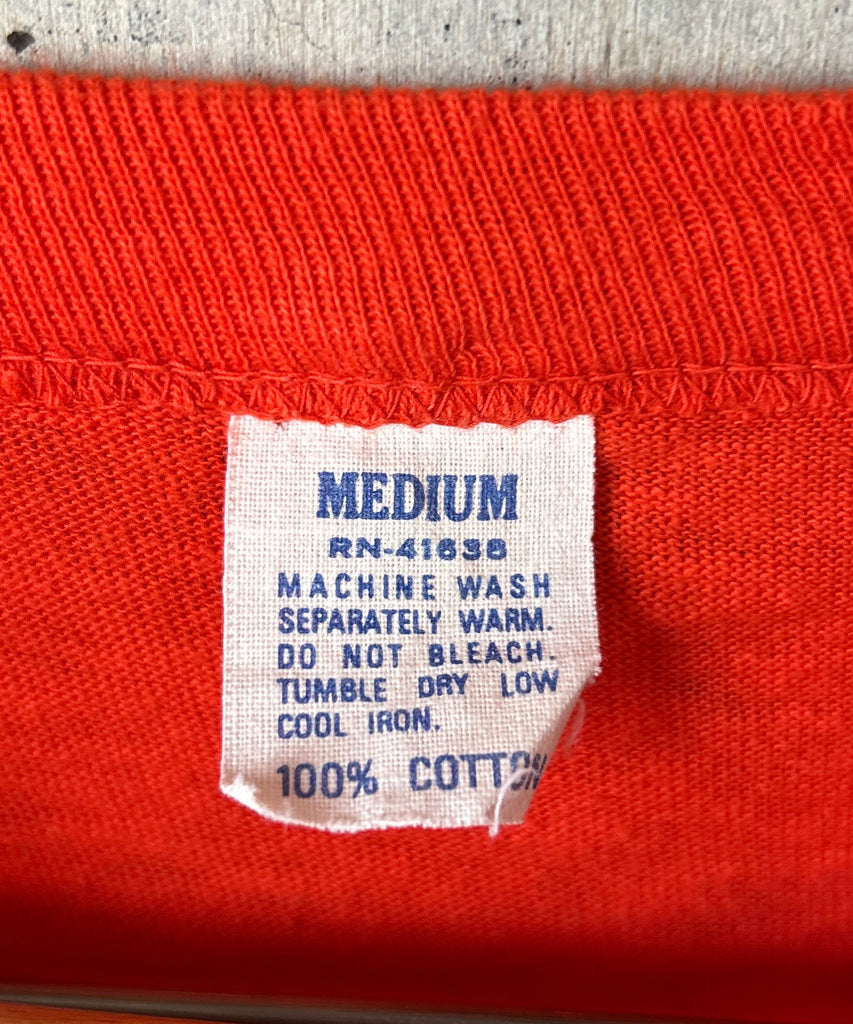 MEDIUM
RN-41638
MACHINE WASH
SEPARATELY WARM.
DO NOT BLEACH.
TUMBLE DRY LOW
COOL IRON.
100% COTTON